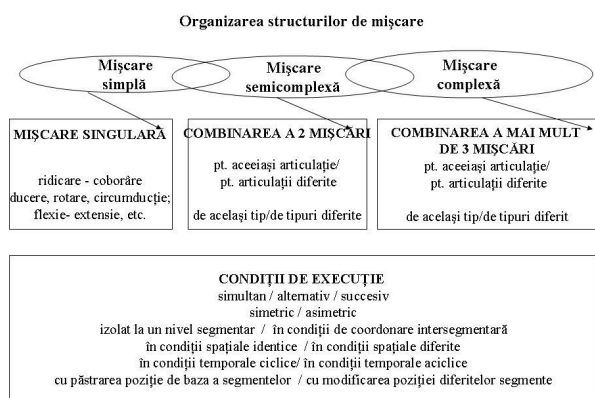 Organizarea structurilor de mişcare
Mişcare
simplă
Mişcare
semicomplexă
Mişcare
complexă
MIŞCARE SINGULARĂ
ridicare - coborâre
ducere, rotare, circumducţie;
flexie- extensie, etc.
COMBINAREA A 2 MIŞCĂRI
pt. aceeiaşi articulaţie/
pt. articulaţii diferite
de acelaşi tip/de tipuri diferite
COMBINAREA A MAI MULT
DE 3 MIŞCĂRI
pt. aceeiaşi articulaţie/
pt. articulaţii diferite
de acelaşi tip/de tipuri diferit
CONDIŢII DE EXECUŢIE
simultan / alternativ / succesiv
simetric / asimetric
izolat la un nivel segmentar / în condiţii de coordonare intersegmentară
în condiţii spaţiale identice / în condiţii spaţiale diferite
în condiţii temporale ciclice/ în condiţii temporale aciclice
cu păstrarea poziţie de baza a segmentelor / cu modificarea poziţiei diferitelor segmente